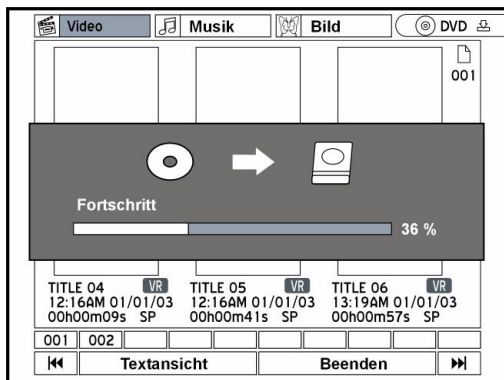 Video Musik Bild DVD
001
Fortschritt
36 %
TITLE 04 VR TITLE 05 VR TITLE 06 VR
12:16AM 01/01/03 12:16AM 01/01/03 13:19AM 01/01/03
00h00m09s SP 00h00m41s SP 00h00m57s SP
001 002
Textansicht Beenden